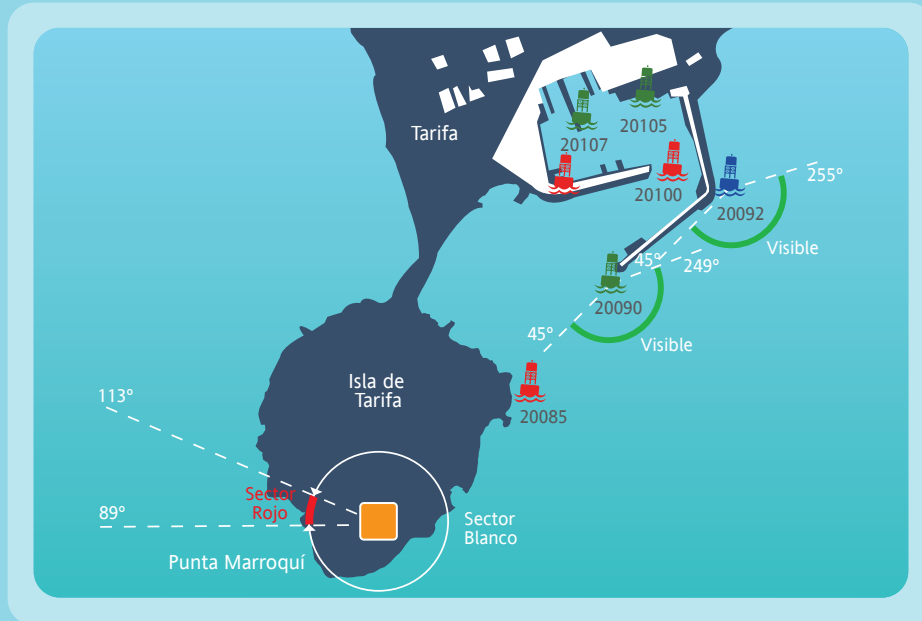 Tarifa
20105
20107
20100
20092
255°
Visible
45°
249°
20090
Visible
45°
20085
Isla de
Tarifa
113°
Sector
Rojo
89°
Sector
Blanco
Punta Marroquí